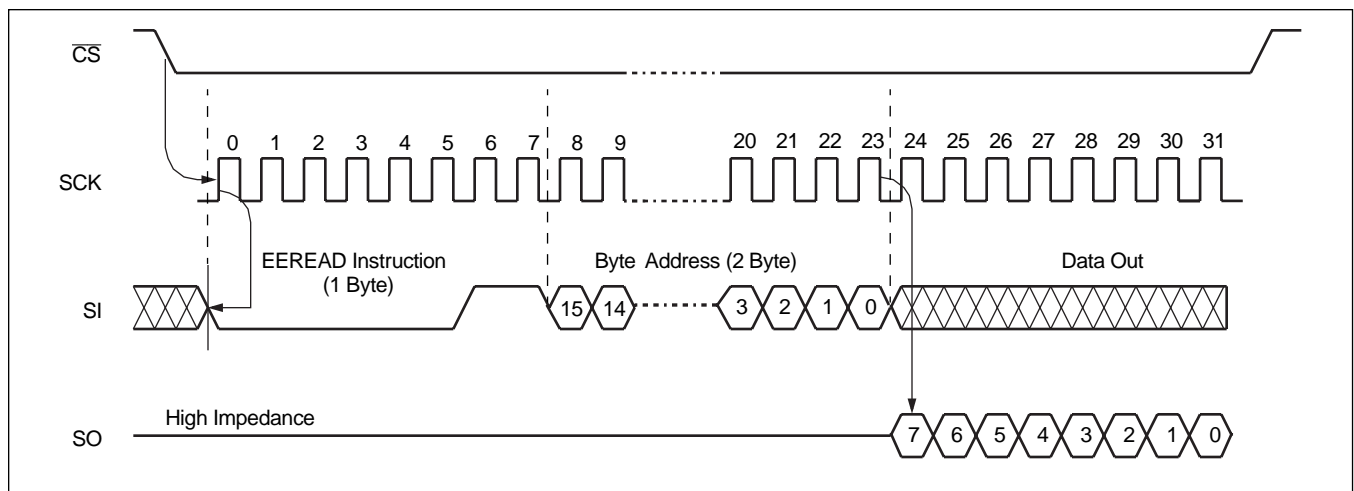 CS
0 1 2 3 4 5 6 7 8 9 20 21 22 23 24 25 26 27 28 29 30 31
SCK
EEREAD Instruction
(1 Byte)
Byte Address (2 Byte)
Data Out
SI
15 14 3 2 1 0
High Impedance
SO
7 6 5 4 3 2 1 0